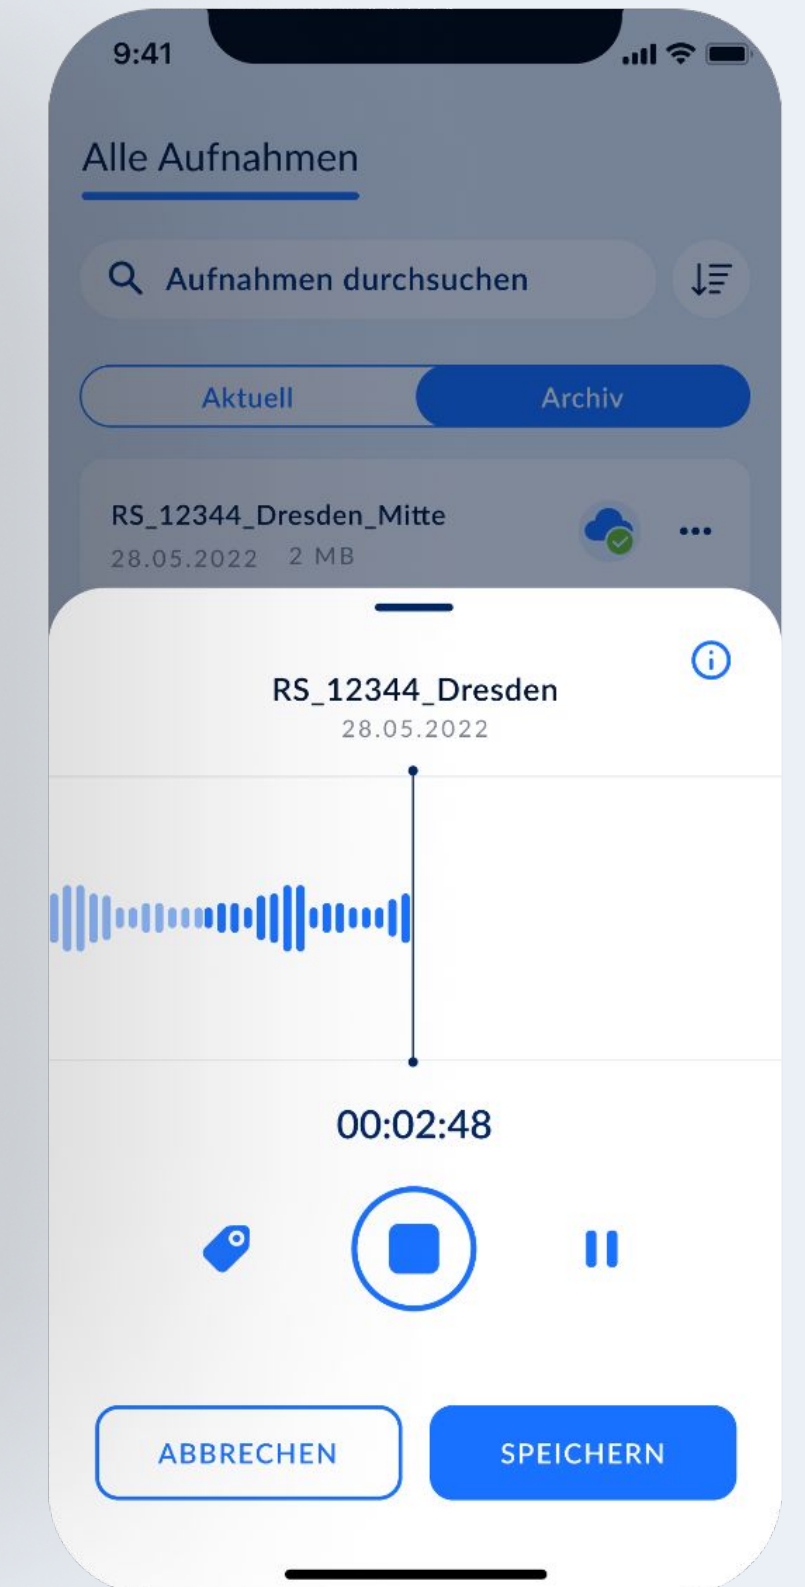 9:41
Alle Aufnahmen
Aufnahmen durchsuchen
Aktuell Archiv
RS_12344_Dresden_Mitte
28.05.2022 2 MB
RS_12344_Dresden
28.05.2022
00:02:48
ABBRECHEN SPEICHERN